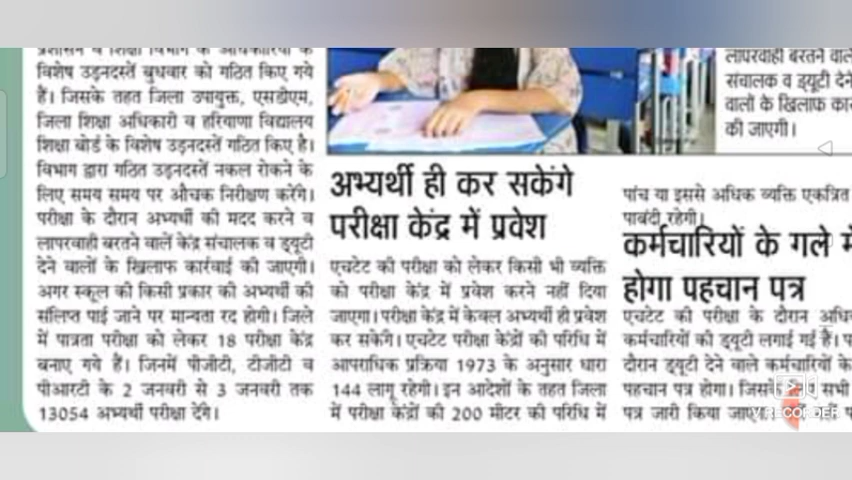 प्रशासन व शिक्षा विभाग के अधिकारियों के
विशेष उड़नदस्तें बुधवार को गठित किए गये
हैं। जिसके तहत जिला उपायुक्त, एसडीएम,
जिला शिक्षा अधिकारी व हरियाणा विद्यालय
शिक्षा बोर्ड के विशेष उड़नदस्तें गठित किए है।
विभाग द्वारा गठित उड़नदस्तें नकल रोकने के
लिए समय समय पर औचक निरीक्षण करेंगे।
परीक्षा के दौरान अभ्यर्थी की मदद करने व
लापरवाही बरतने वालें केंद्र संचालक व ड्यूटी
देने वालों के खिलाफ कार्रवाई की जाएगी।
अगर स्कूल की किसी प्रकार की अभ्यर्थी की
संलिप्त पाई जाने पर मान्यता रद होगी। जिले
में पात्रता परीक्षा को लेकर 18 परीक्षा केंद्र
बनाए गये हैं। जिनमें पीजीटी, टीजीटी व
पीआरटी के 2 जनवरी से 3 जनवरी तक
13054 अभ्यर्थी परीक्षा देंगे।
अभ्यर्थी ही कर सकेंगे
परीक्षा केंद्र में प्रवेश
एचटेट की परीक्षा को लेकर किसी भी व्यक्ति
को परीक्षा केंद्र में प्रवेश करने नहीं दिया
जाएगा। परीक्षा केंद्र में केवल अभ्यर्थी ही प्रवेश
कर सकेंगे। एचटेट परीक्षा केंद्रों की परिधि में
आपराधिक प्रक्रिया 1973 के अनुसार धारा
144 लागू रहेगी। इन आदेशों के तहत जिला
में परीक्षा केंद्रों की 200 मीटर की परिधि में
लापरवाही बरतने वाले
संचालक व ड्यूटी देने
वालों के खिलाफ कार
की जाएगी।
पांच या इससे अधिक व्यक्ति एकत्रित
पाबंदी रहेगी।
कर्मचारियों के गले में
होगा पहचान पत्र
एचटेट की परीक्षा के दौरान अधि
कर्मचारियों की ड्यूटी लगाई गई है।
दौरान ड्यूटी देने वाले कर्मचारियों के
पहचान पत्र होगा। सभी
पत्र जारी किया
V RECORDER